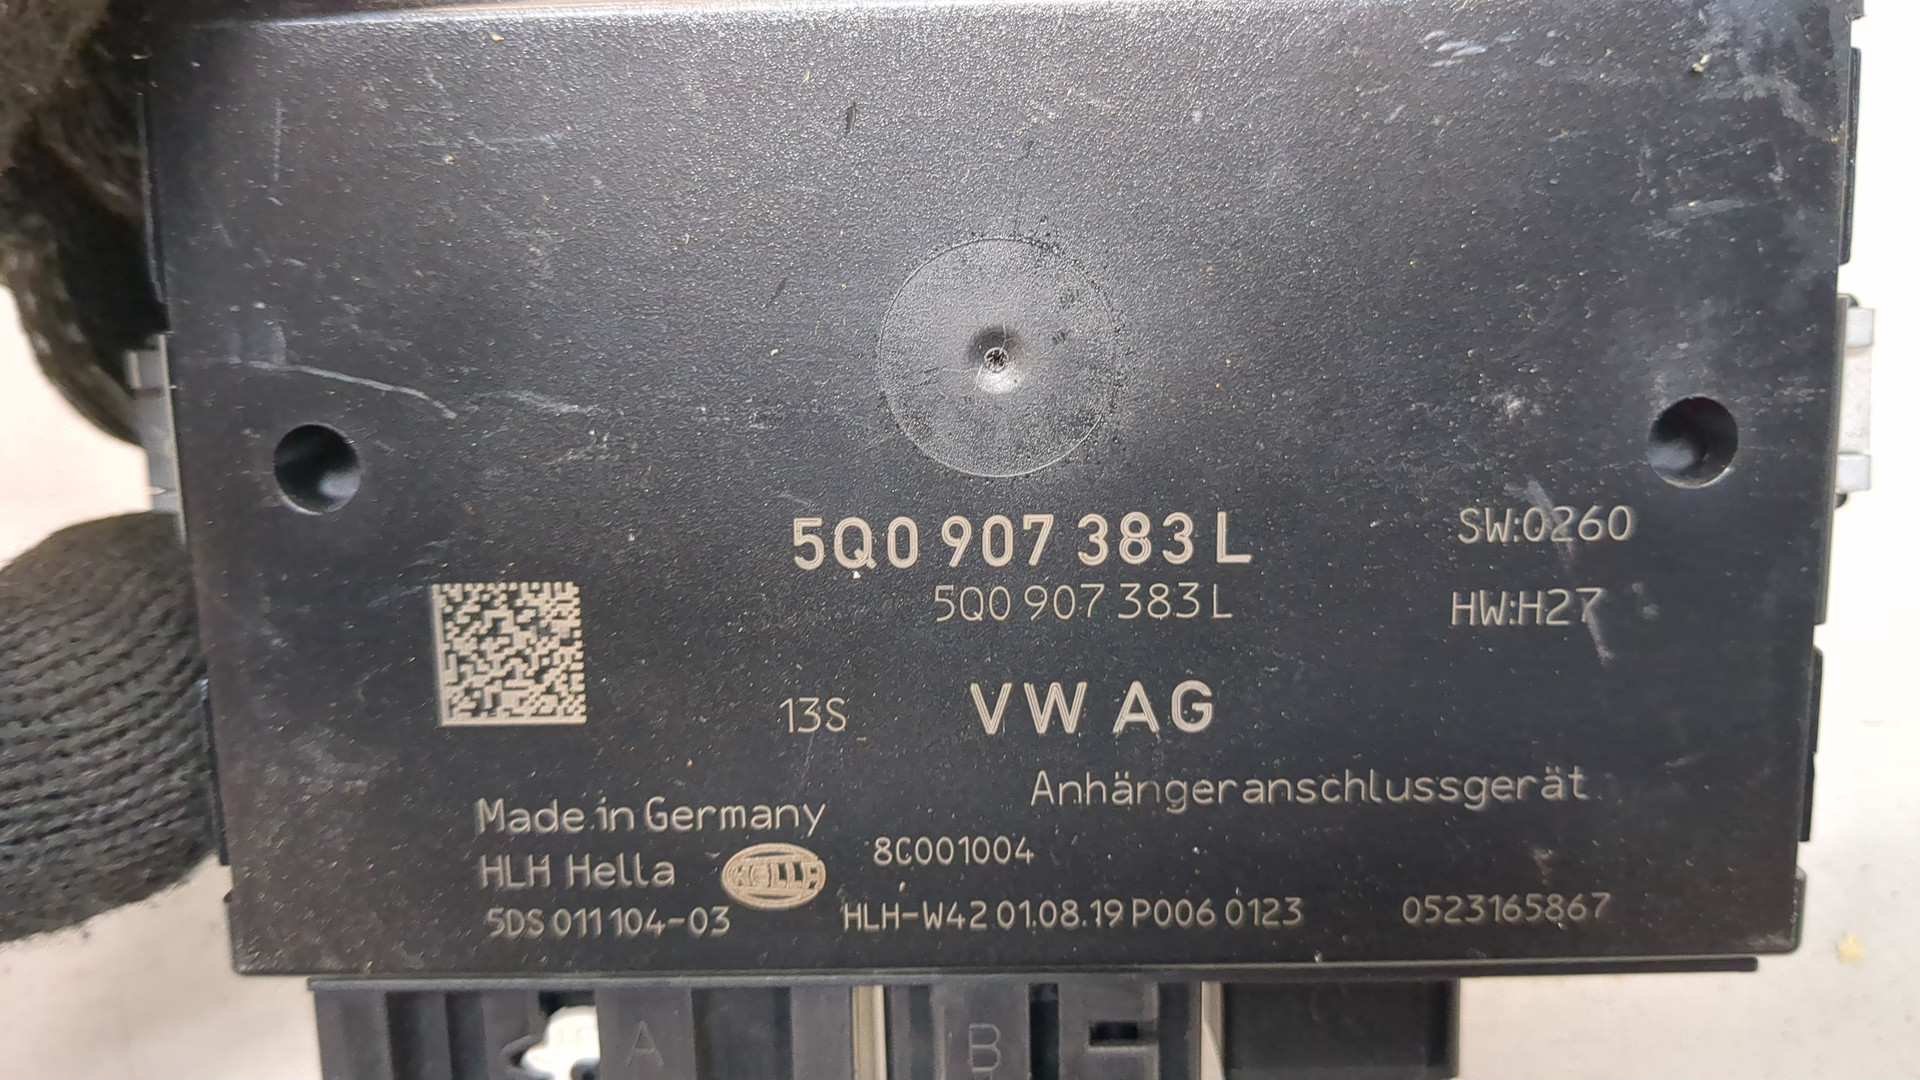 5Q0 907 383 L
SW:0260
5Q0 907 383 L
HW:H27
13S
VW AG
Anhängeranschlussgerät
Made in Germany
8C001004
HLH Hella
HELLA
5DS 011 104-03
HLH-W42 01.08.19 P006 0123
0523165867
A
B